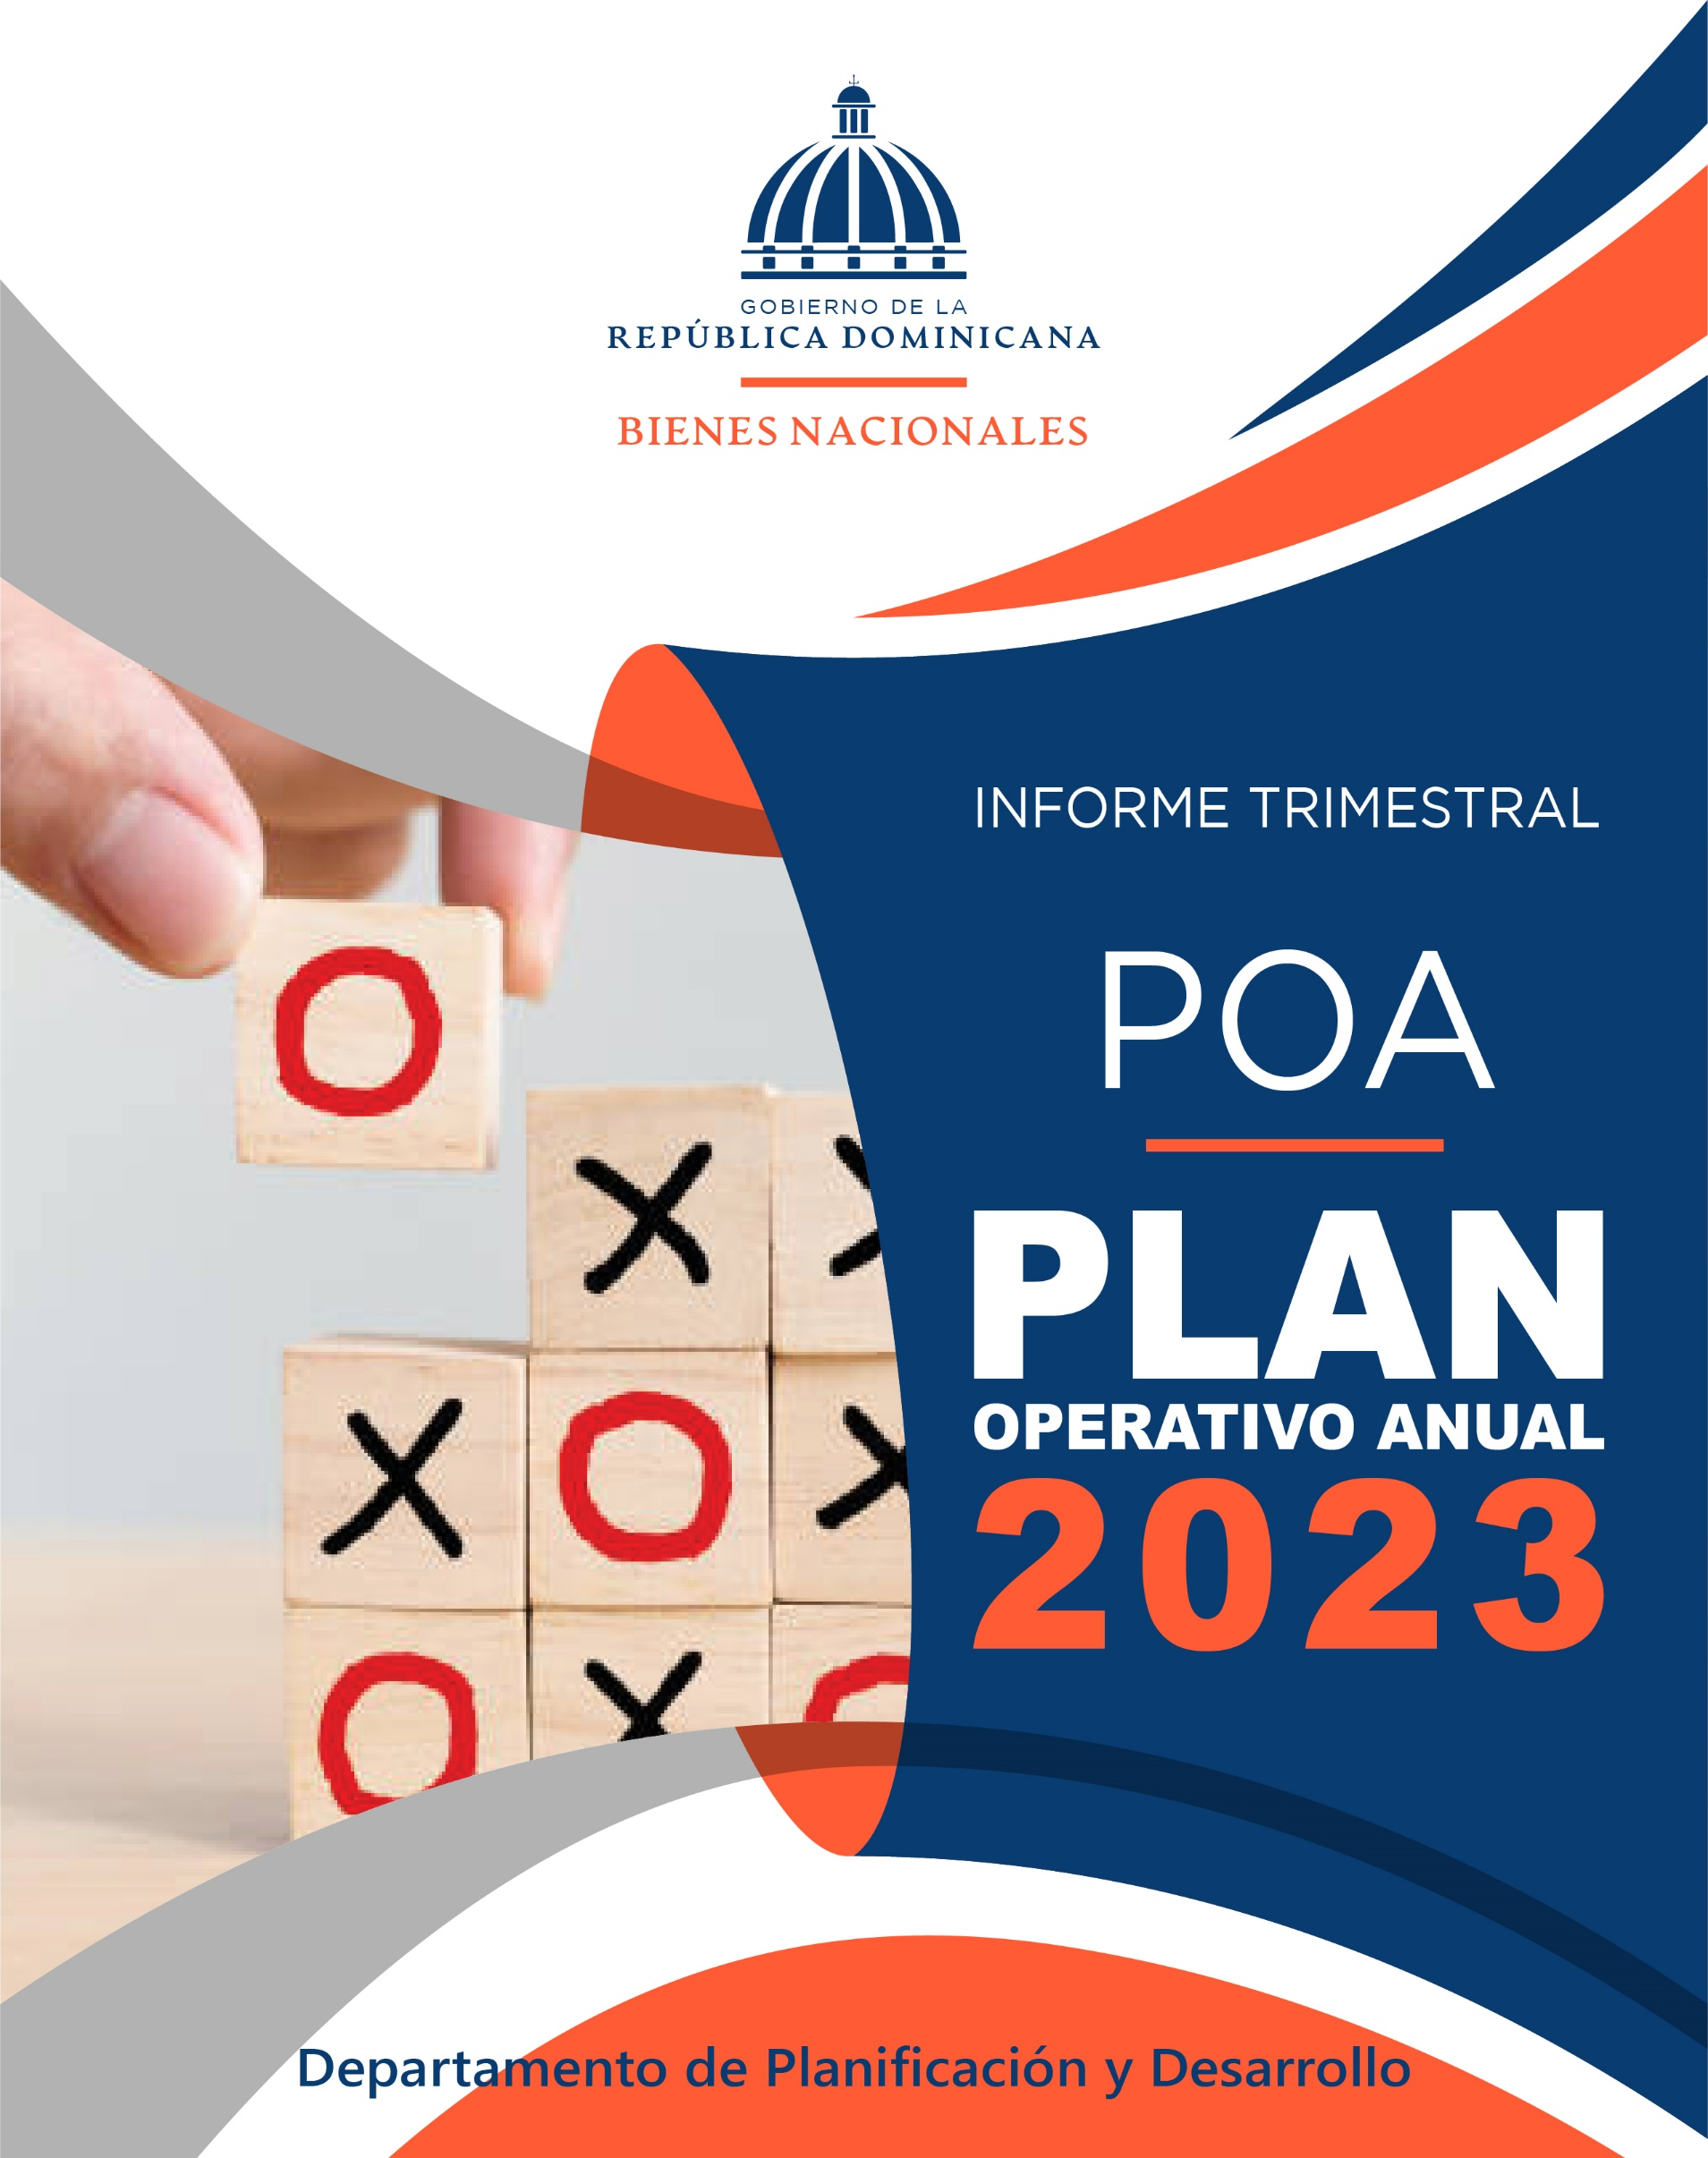 GOBIERNO DE LA
REPÚBLICA DOMINICANA
BIENES NACIONALES
INFORME TRIMESTRAL
POA
PLAN
OPERATIVO ANUAL
2023
O
X X
X O X
O X O
Departamento de Planificación y Desarrollo